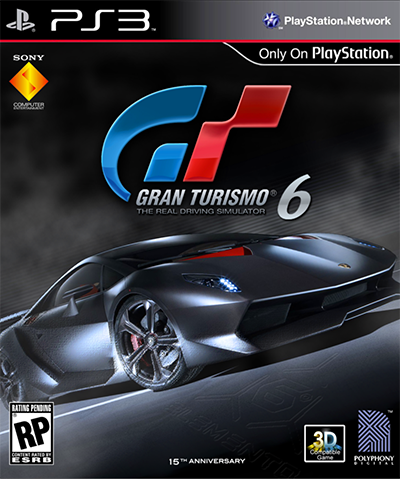 PS3
PlayStation®Network
Only On PlayStation®
SONY
COMPUTER
ENTERTAINMENT
GT
GRAN TURISMO® 6
THE REAL DRIVING SIMULATOR
RATING PENDING
RP
CONTENT RATED BY
ESRB
15TH ANNIVERSARY
3D
Compatible
Game
POLYPHONY
DIGITAL